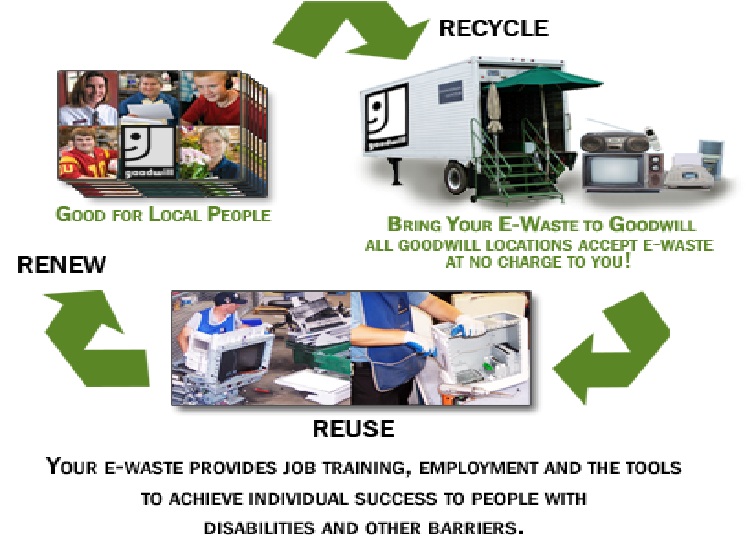 RECYCLE
goodwill
goodwill
GOOD FOR LOCAL PEOPLE
BRING YOUR E-WASTE TO GOODWILL
ALL GOODWILL LOCATIONS ACCEPT E-WASTE
AT NO CHARGE TO YOU!
RENEW
REUSE
YOUR E-WASTE PROVIDES JOB TRAINING, EMPLOYMENT AND THE TOOLS
TO ACHIEVE INDIVIDUAL SUCCESS TO PEOPLE WITH
DISABILITIES AND OTHER BARRIERS.